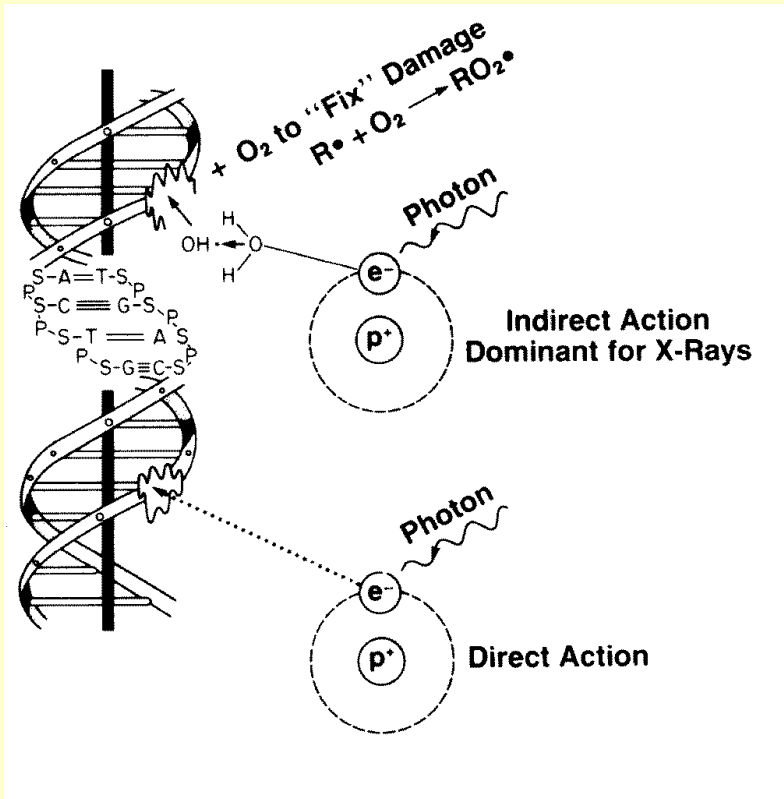 + O₂ to "Fix" Damage
R• + O₂ → RO₂•
Photon
H
OH· ← O
H
e⁻
p⁺
Indirect Action
Dominant for X-Rays
S-A=T-S
P P
S-C≡G-S
P P
S-T=A S
P P
S-G≡C-S
Photon
e⁻
p⁺
Direct Action